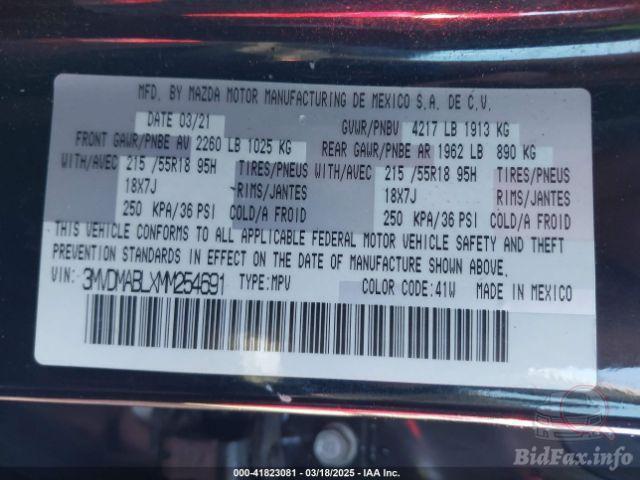 MFD. BY MAZDA MOTOR MANUFACTURING DE MEXICO S.A. DE C.V.
DATE 03/21 GVWR/PNBV 4217 LB 1913 KG
FRONT GAWR/PNBE AV 2260 LB 1025 KG REAR GAWR/PNBE AR 1962 LB 890 KG
WITH/AVEC 215 /55R18 95H TIRES/PNEUS WITH/AVEC 215 /55R18 95H TIRES/PNEUS
18X7J RIMS/JANTES 18X7J RIMS/JANTES
250 KPA/36 PSI COLD/A FROID 250 KPA/36 PSI COLD/A FROID
THIS VEHICLE CONFORMS TO ALL APPLICABLE FEDERAL MOTOR VEHICLE SAFETY AND THEFT
PREVENTION STANDARDS IN EFFECT ON THE DATE OF MANUFACTURE SHOWN ABOVE.
VIN: 3MVDMABLXMM254691 TYPE:MPV COLOR CODE:41W MADE IN MEXICO
BidFax.info
000-41823081 - 03/18/2025 - IAA Inc.